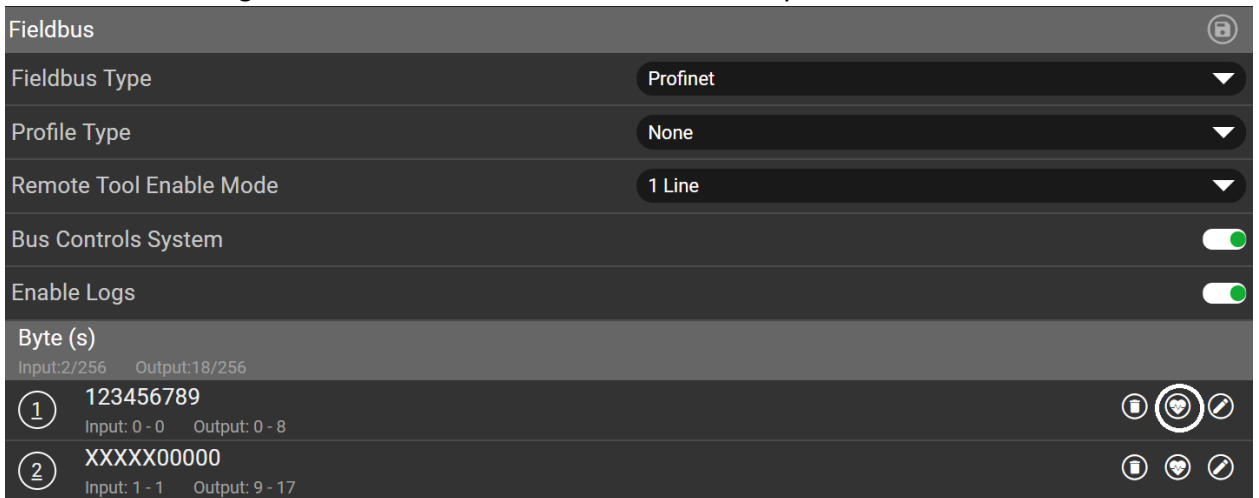 Fieldbus
Fieldbus Type Profinet
Profile Type None
Remote Tool Enable Mode 1 Line
Bus Controls System
Enable Logs
Byte (s)
Input:2/256 Output:18/256
1 123456789
Input: 0 - 0 Output: 0 - 8
2 XXXXX00000
Input: 1 - 1 Output: 9 - 17